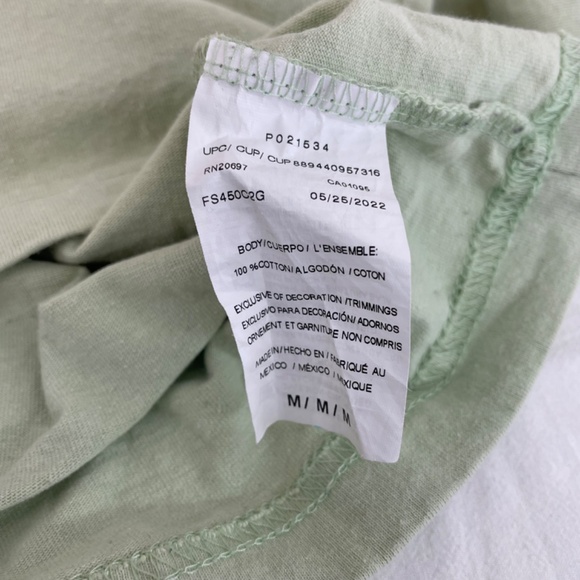 PO21534
UPC/ CUP/ CUP 889440957316
RN20697 CA04095
FS450C2G 05/25/2022
BODY/CUERPO/ L'ENSEMBLE:
100 %COTTON/ALGODÓN /COTON
EXCLUSIVE OF DECORATION /TRIMMINGS
EXCLUSIVO PARA DECORACIÓN/ ADORNOS
ORNEMENT ET GARNITURE NON COMPRIS
MADE IN/HECHO EN / FABRIQUÉ AU
MEXICO / MÉXICO / MEXIQUE
M / M / M